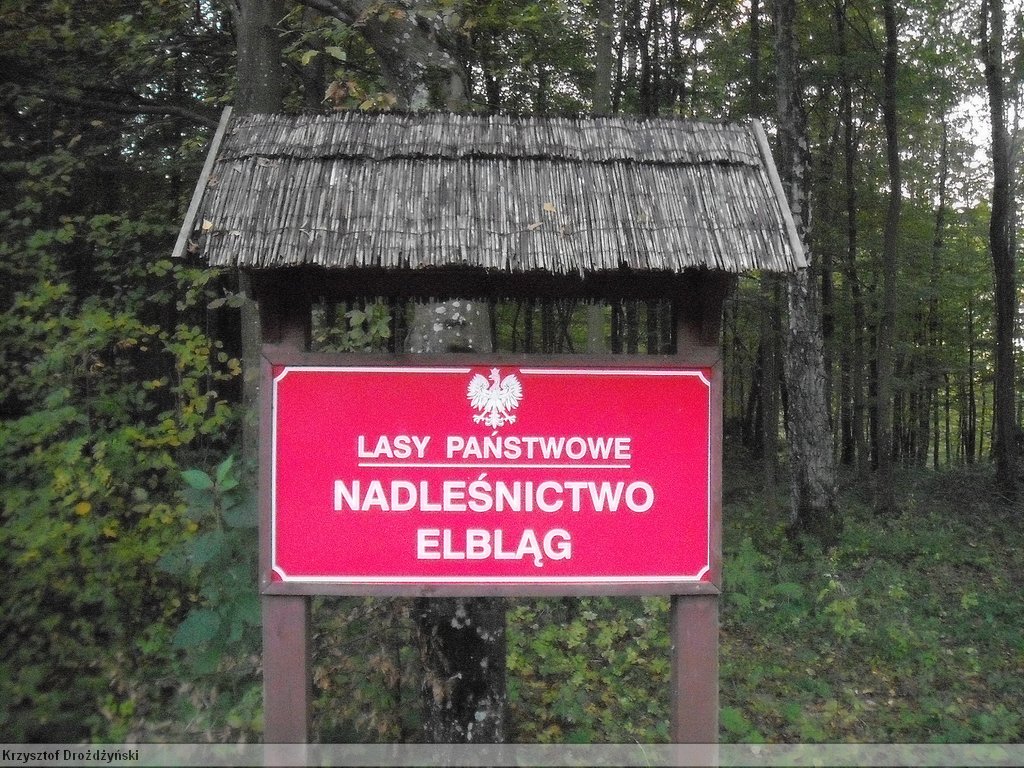 LASY PAŃSTWOWE
NADLEŚNICTWO
ELBLĄG
Krzysztof Drożdżyński